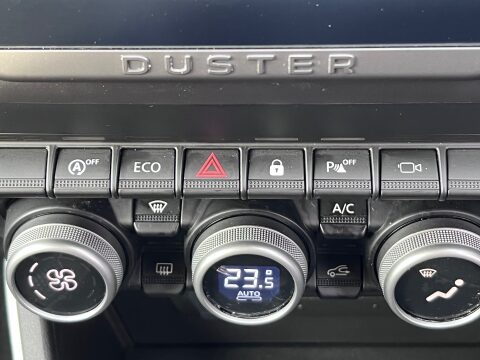 DUSTER
A OFF ECO P OFF
A/C
23.5
AUTO